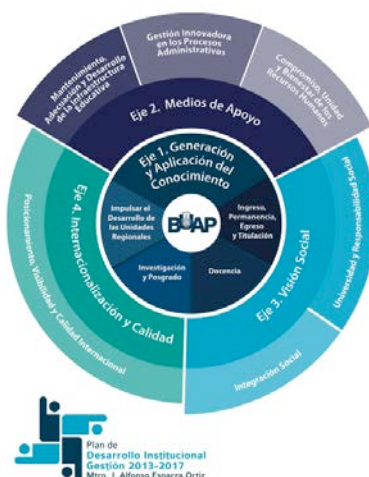 Gestión Innovadora
en los Procesos
Administrativos
Mantenimiento,
Adecuación y Desarrollo
de la Infraestructura
Educativa
Compromiso, Unidad
y Bienestar de los
Recursos Humanos
Eje 2. Medios de Apoyo
Eje 1. Generación
y Aplicación del
Conocimiento
Impulsar el
Desarrollo de
las Unidades
Regionales
BUAP
Ingreso,
Permanencia,
Egreso
y Titulación
Investigación
y Posgrado
Docencia
Eje 4. Internacionalización y Calidad
Posicionamiento, Visibilidad y Calidad Internacional
Eje 3. Visión Social
Universidad y Responsabilidad Social
Integración Social
Plan de
Desarrollo Institucional
Gestión 2013-2017
Mtro. J. Alfonso Esparza Ortiz